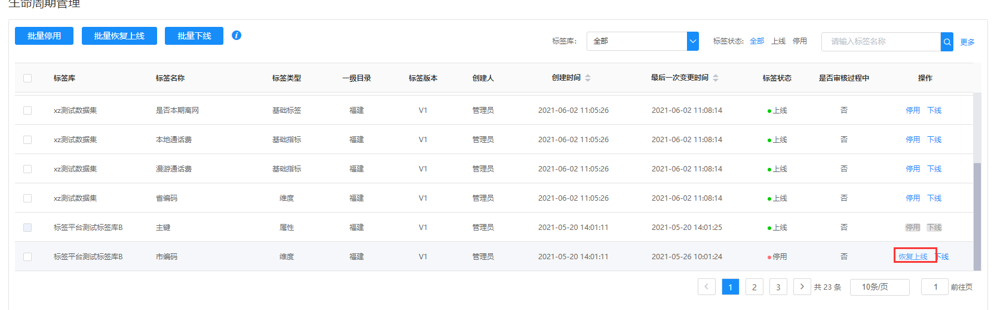 生命周期管理
批量停用 批量恢复上线 批量下线 i 标签库: 全部 标签状态: 全部 上线 停用 请输入标签名称 更多
标签库 标签名称 标签类型 一级目录 标签版本 创建人 创建时间 最后一次变更时间 标签状态 是否审核过程中 操作
xz测试数据集 是否本期离网 基础标签 福建 V1 管理员 2021-06-02 11:05:26 2021-06-02 11:08:14 上线 否 停用 下线
xz测试数据集 本地通话费 基础指标 福建 V1 管理员 2021-06-02 11:05:26 2021-06-02 11:08:14 上线 否 停用 下线
xz测试数据集 漫游通话费 基础指标 福建 V1 管理员 2021-06-02 11:05:26 2021-06-02 11:08:14 上线 否 停用 下线
xz测试数据集 省编码 维度 福建 V1 管理员 2021-06-02 11:05:26 2021-06-02 11:08:14 上线 否 停用 下线
标签平台测试标签库B 主键 属性 福建 V1 管理员 2021-05-20 14:01:11 2021-05-20 14:01:25 上线 否 停用 下线
标签平台测试标签库B 市编码 维度 福建 V1 管理员 2021-05-20 14:01:11 2021-05-26 10:01:24 停用 否 恢复上线 下线
1 2 3 共 23 条 10条/页 1 前往页